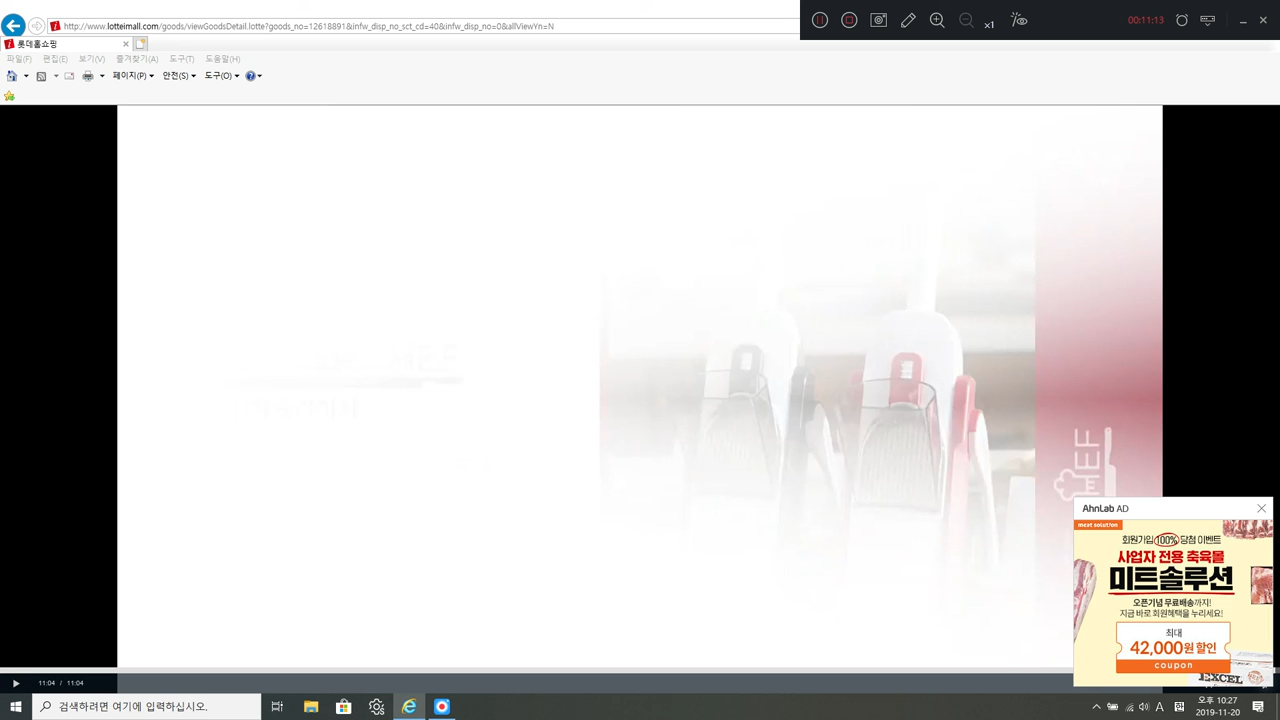 http://www.lotteimall.com/goods/viewGoodsDetail.lotte?goods_no=12618891&infw_disp_no_sct_cd=40&infw_disp_no=0&allViewYn=N
×1
00:11:13
롯데홈쇼핑
파일(F) 편집(E) 보기(V) 즐겨찾기(A) 도구(T) 도움말(H)
페이지(P) 안전(S) 도구(O)
AhnLab AD
meat solution
회원가입 100% 당첨 이벤트
사업자 전용 축육몰
미트솔루션
오픈기념 무료배송까지!
지금 바로 회원혜택을 누리세요!
최대
42,000원 할인
coupon
EXCEL
11:04 / 11:04
검색하려면 여기에 입력하십시오.
A
오후 10:27
2019-11-20